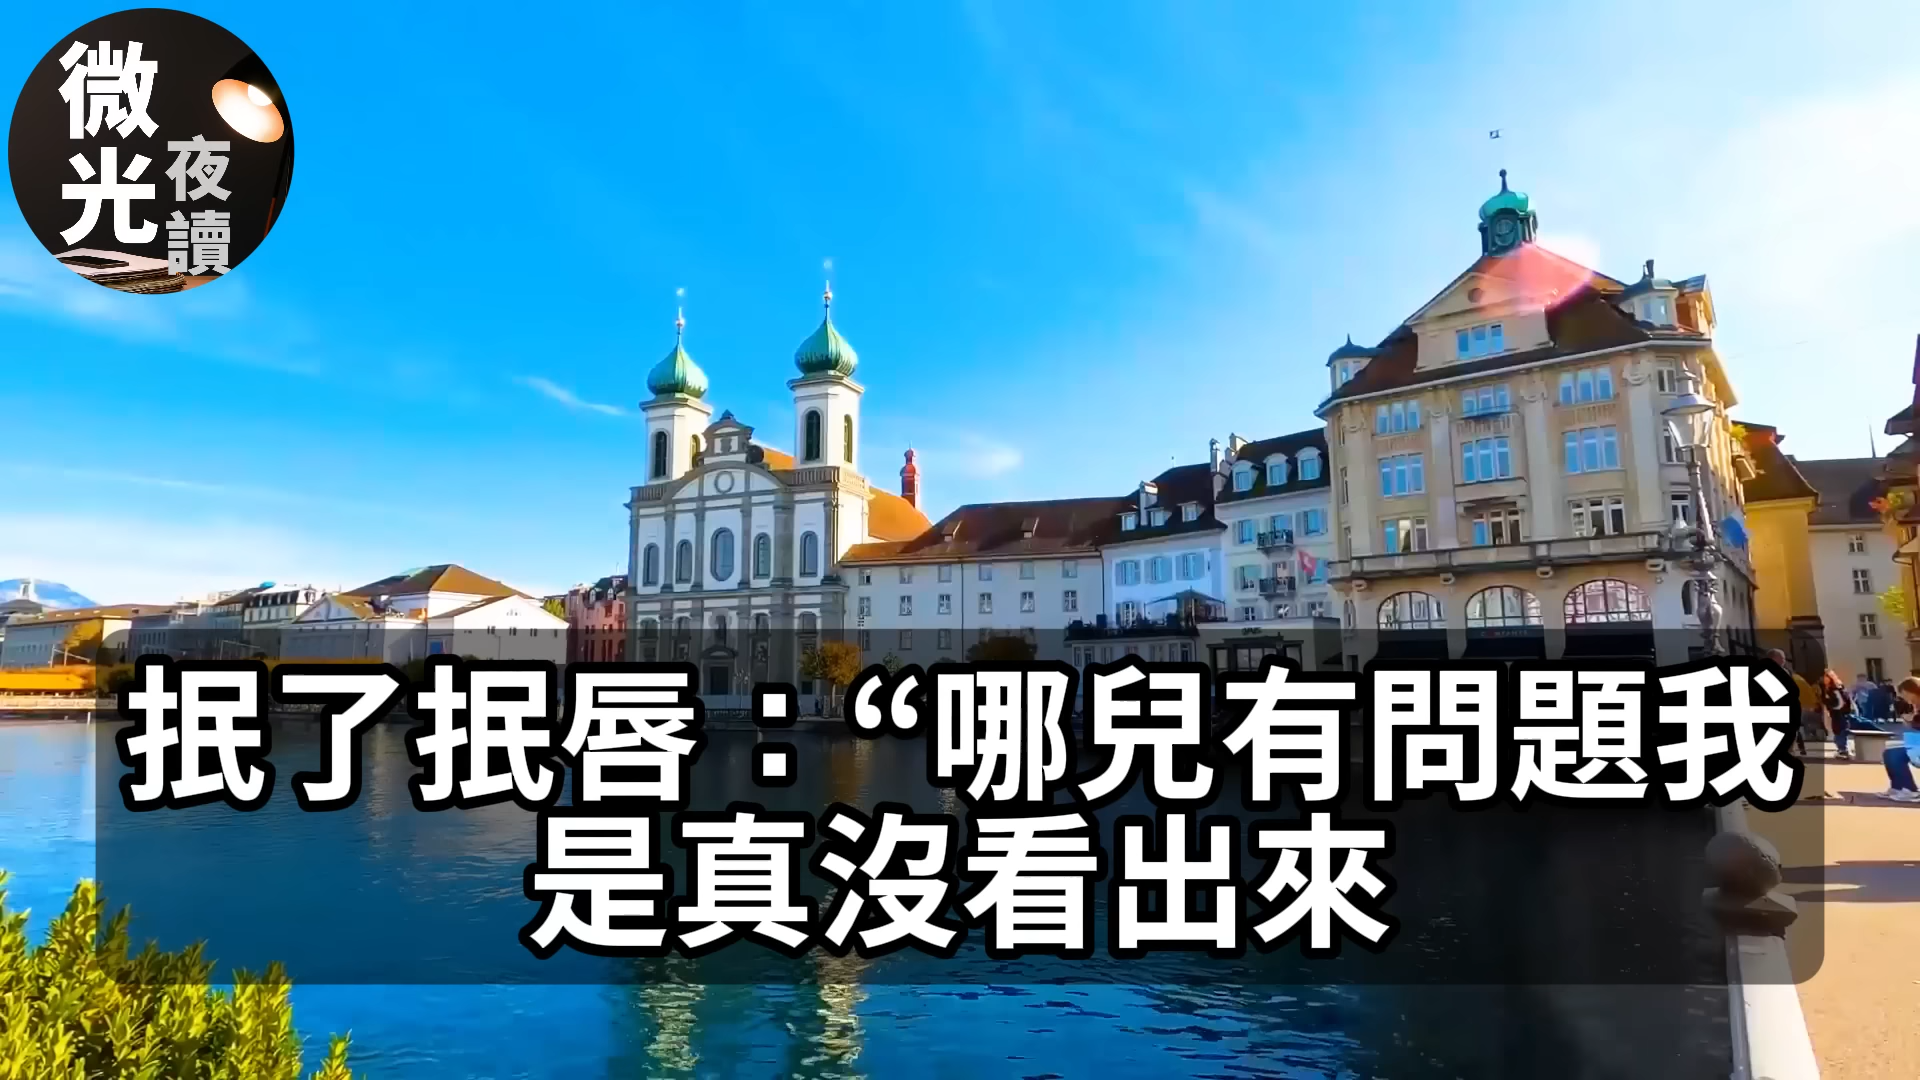 微光
夜讀
抿了抿唇：“哪兒有問題我
是真沒看出來